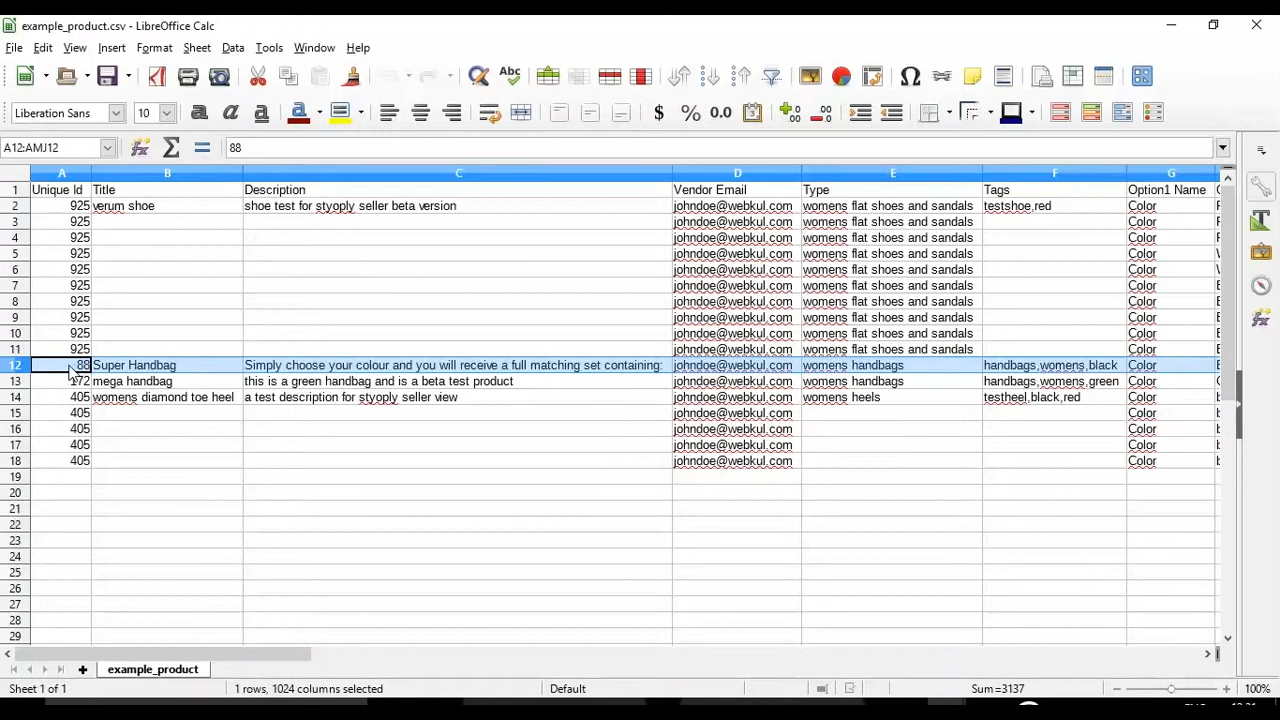 example_product.csv - LibreOffice Calc
File Edit View Insert Format Sheet Data Tools Window Help
Liberation Sans 10
A12:AMJ12 88
A B C D E F G
1 Unique Id Title Description Vendor Email Type Tags Option1 Name
2 925 verum shoe shoe test for styoply seller beta version johndoe@webkul.com womens flat shoes and sandals testshoe,red Color
3 925 johndoe@webkul.com womens flat shoes and sandals Color
4 925 johndoe@webkul.com womens flat shoes and sandals Color
5 925 johndoe@webkul.com womens flat shoes and sandals Color
6 925 johndoe@webkul.com womens flat shoes and sandals Color
7 925 johndoe@webkul.com womens flat shoes and sandals Color
8 925 johndoe@webkul.com womens flat shoes and sandals Color
9 925 johndoe@webkul.com womens flat shoes and sandals Color
10 925 johndoe@webkul.com womens flat shoes and sandals Color
11 925 johndoe@webkul.com womens flat shoes and sandals Color
12 88 Super Handbag Simply choose your colour and you will receive a full matching set containing: johndoe@webkul.com womens handbags handbags,womens,black Color
13 mega handbag this is a green handbag and is a beta test product johndoe@webkul.com womens handbags handbags,womens,green Color
14 405 womens diamond toe heel a test description for styoply seller view johndoe@webkul.com womens heels testheel,black,red Color
15 405 johndoe@webkul.com Color
16 405 johndoe@webkul.com Color
17 405 johndoe@webkul.com Color
18 405 johndoe@webkul.com Color
19
20
21
22
23
24
25
26
27
28
29
example_product
Sheet 1 of 1 1 rows, 1024 columns selected Default Sum=3137 100%